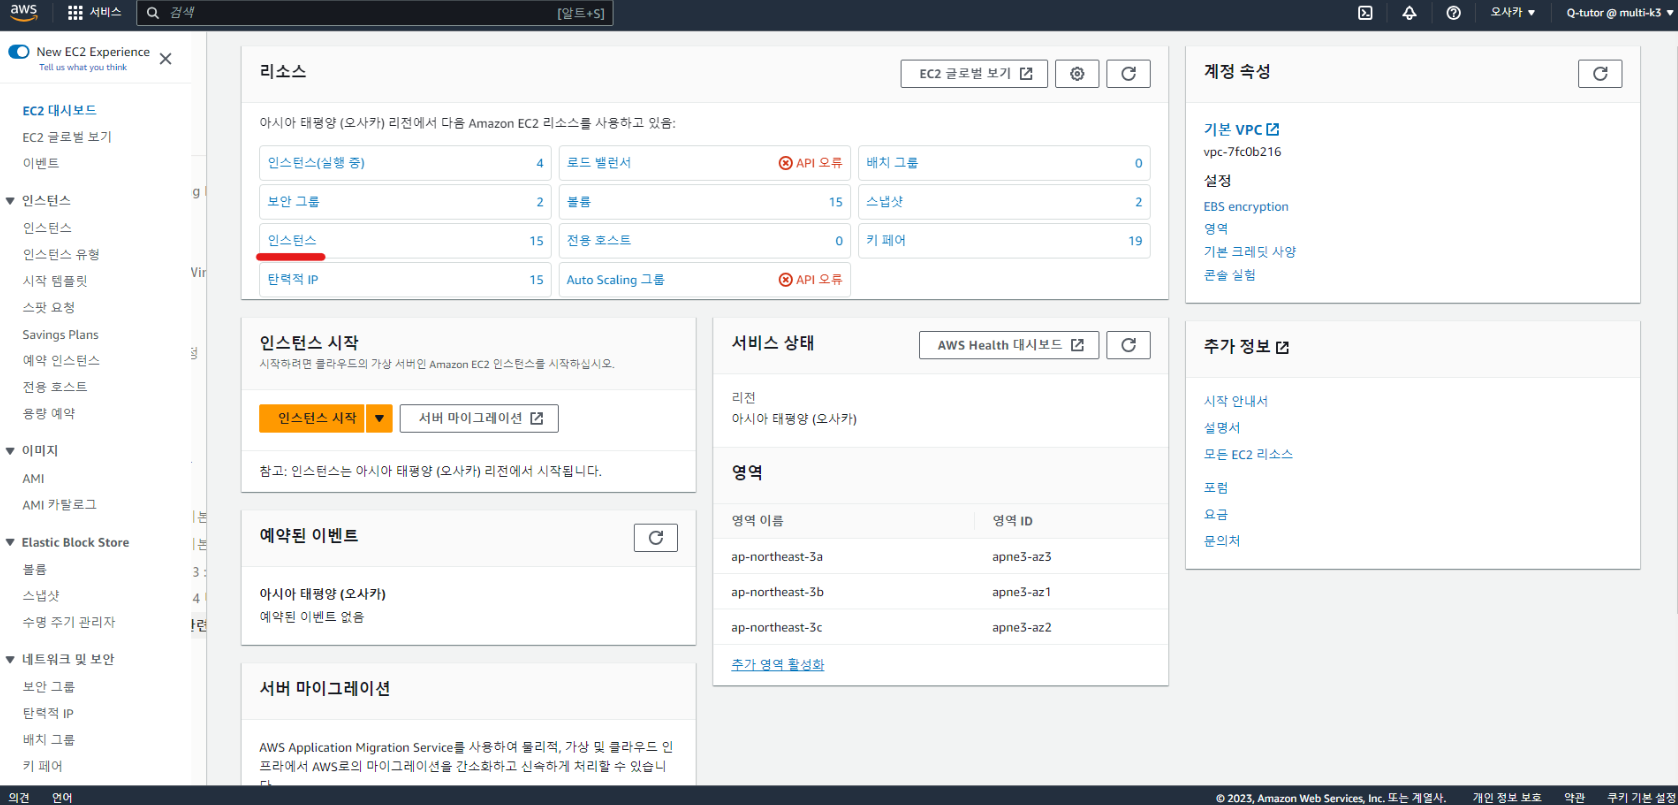 aws
서비스
검색
[알트+S]
오사카 ▼
Q-tutor @ multi-k3 ▼
New EC2 Experience
Tell us what you think
EC2 대시보드
EC2 글로벌 보기
이벤트
▼ 인스턴스
인스턴스
인스턴스 유형
시작 템플릿
스팟 요청
Savings Plans
예약 인스턴스
전용 호스트
용량 예약
▼ 이미지
AMI
AMI 카탈로그
▼ Elastic Block Store
볼륨
스냅샷
수명 주기 관리자
▼ 네트워크 및 보안
보안 그룹
탄력적 IP
배치 그룹
키 페어
리소스
EC2 글로벌 보기
아시아 태평양 (오사카) 리전에서 다음 Amazon EC2 리소스를 사용하고 있음:
인스턴스(실행 중) 4
로드 밸런서 API 오류
배치 그룹 0
보안 그룹 2
볼륨 15
스냅샷 2
인스턴스 15
전용 호스트 0
키 페어 19
탄력적 IP 15
Auto Scaling 그룹 API 오류
인스턴스 시작
시작하려면 클라우드의 가상 서버인 Amazon EC2 인스턴스를 시작하십시오.
인스턴스 시작 ▼
서버 마이그레이션
참고: 인스턴스는 아시아 태평양 (오사카) 리전에서 시작됩니다.
예약된 이벤트
아시아 태평양 (오사카)
예약된 이벤트 없음
서버 마이그레이션
AWS Application Migration Service를 사용하여 물리적, 가상 및 클라우드 인
프라에서 AWS로의 마이그레이션을 간소화하고 신속하게 처리할 수 있습니
서비스 상태
AWS Health 대시보드
리전
아시아 태평양 (오사카)
영역
영역 이름 영역 ID
ap-northeast-3a apne3-az3
ap-northeast-3b apne3-az1
ap-northeast-3c apne3-az2
추가 영역 활성화
계정 속성
기본 VPC
vpc-7fc0b216
설정
EBS encryption
영역
기본 크레딧 사양
콘솔 실험
추가 정보
시작 안내서
설명서
모든 EC2 리소스
포럼
요금
문의처
의견
언어
© 2023, Amazon Web Services, Inc. 또는 계열사.
개인 정보 보호
약관
쿠키 기본 설정